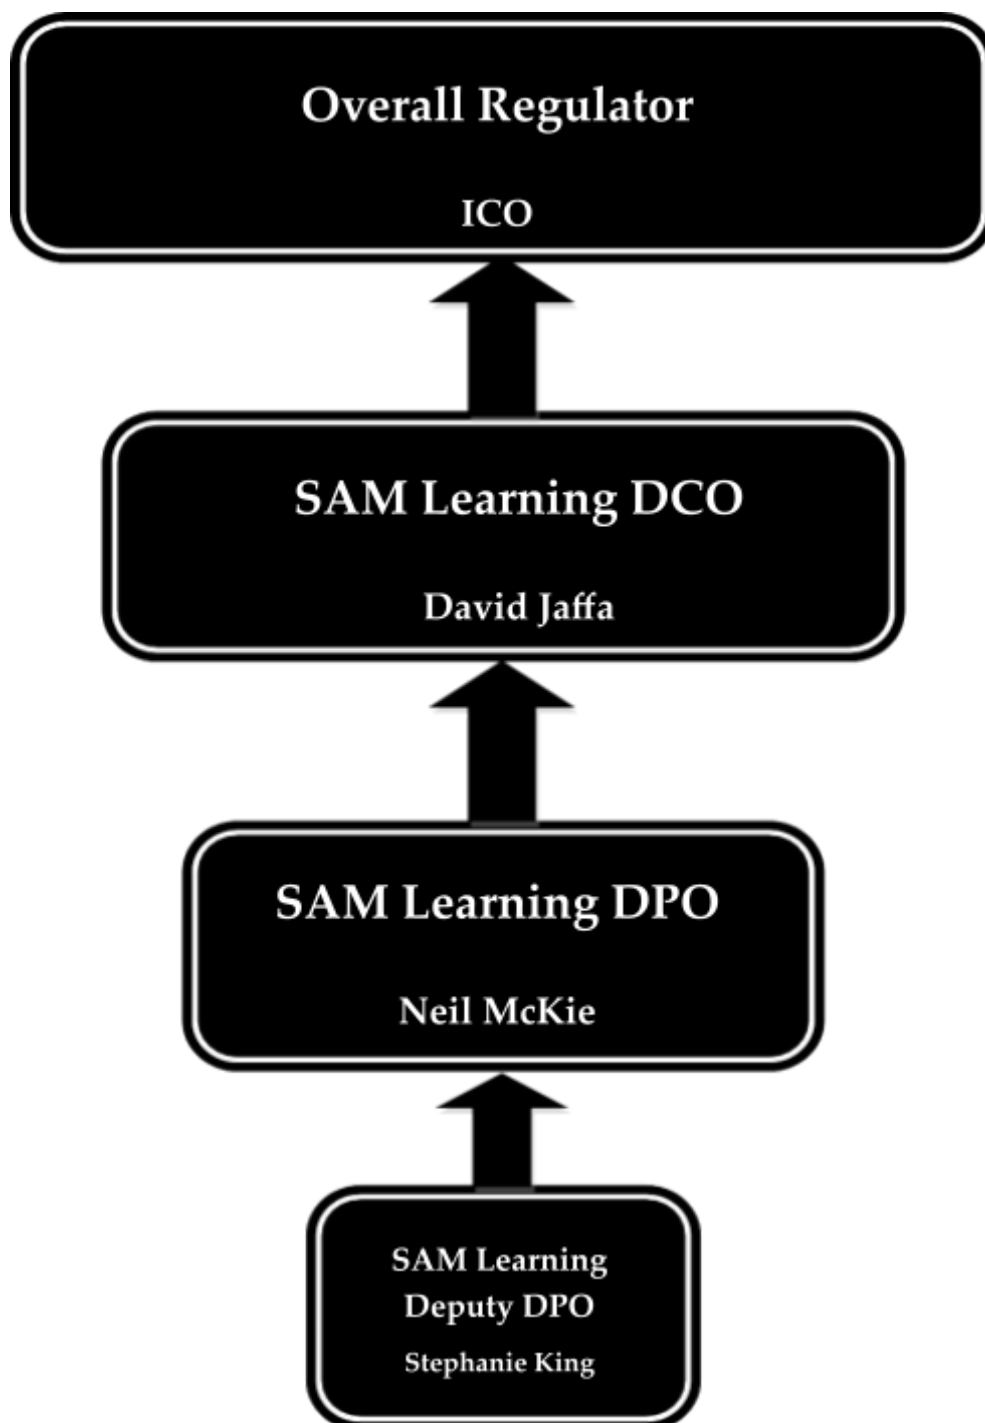 Overall Regulator
ICO
SAM Learning DCO
David Jaffa
SAM Learning DPO
Neil McKie
SAM Learning
Deputy DPO
Stephanie King